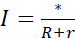 I = */(R+r)